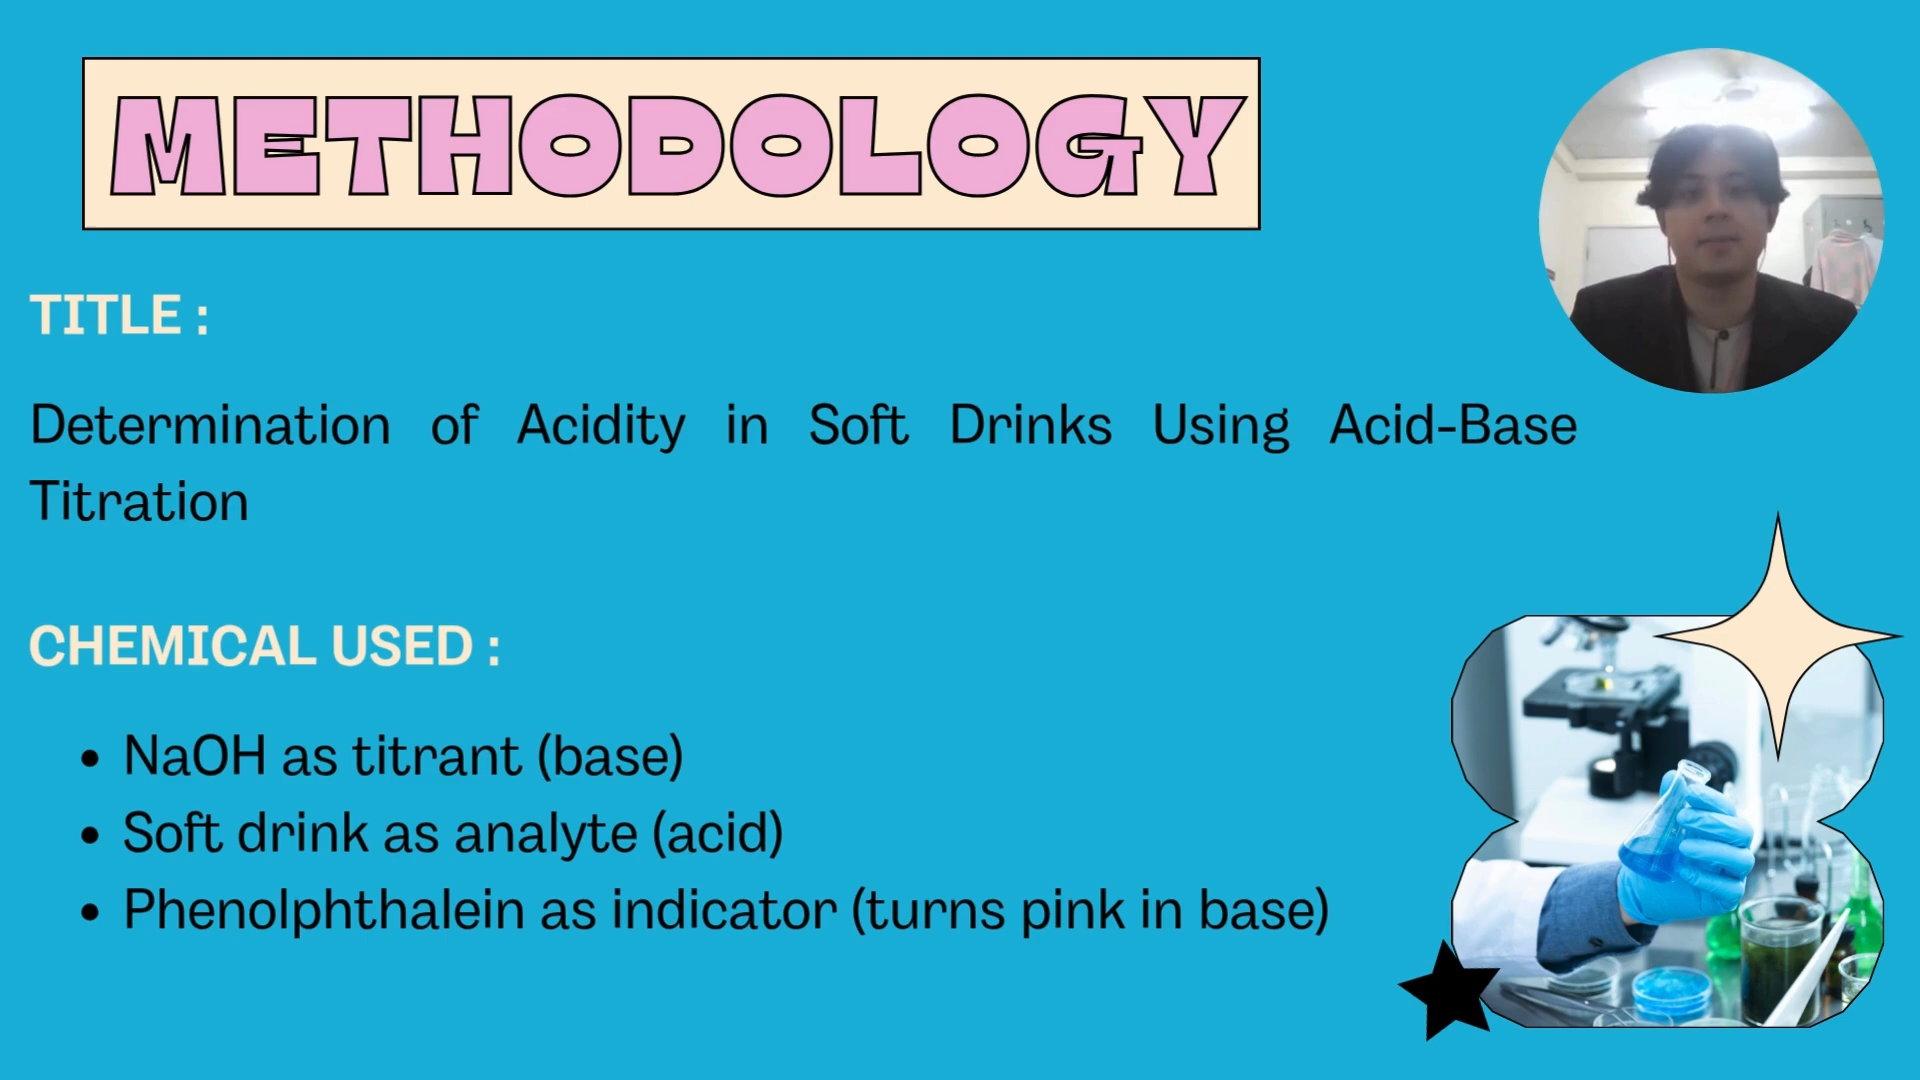 METHODOLOGY
TITLE :
Determination of Acidity in Soft Drinks Using Acid-Base
Titration
CHEMICAL USED :
• NaOH as titrant (base)
• Soft drink as analyte (acid)
• Phenolphthalein as indicator (turns pink in base)